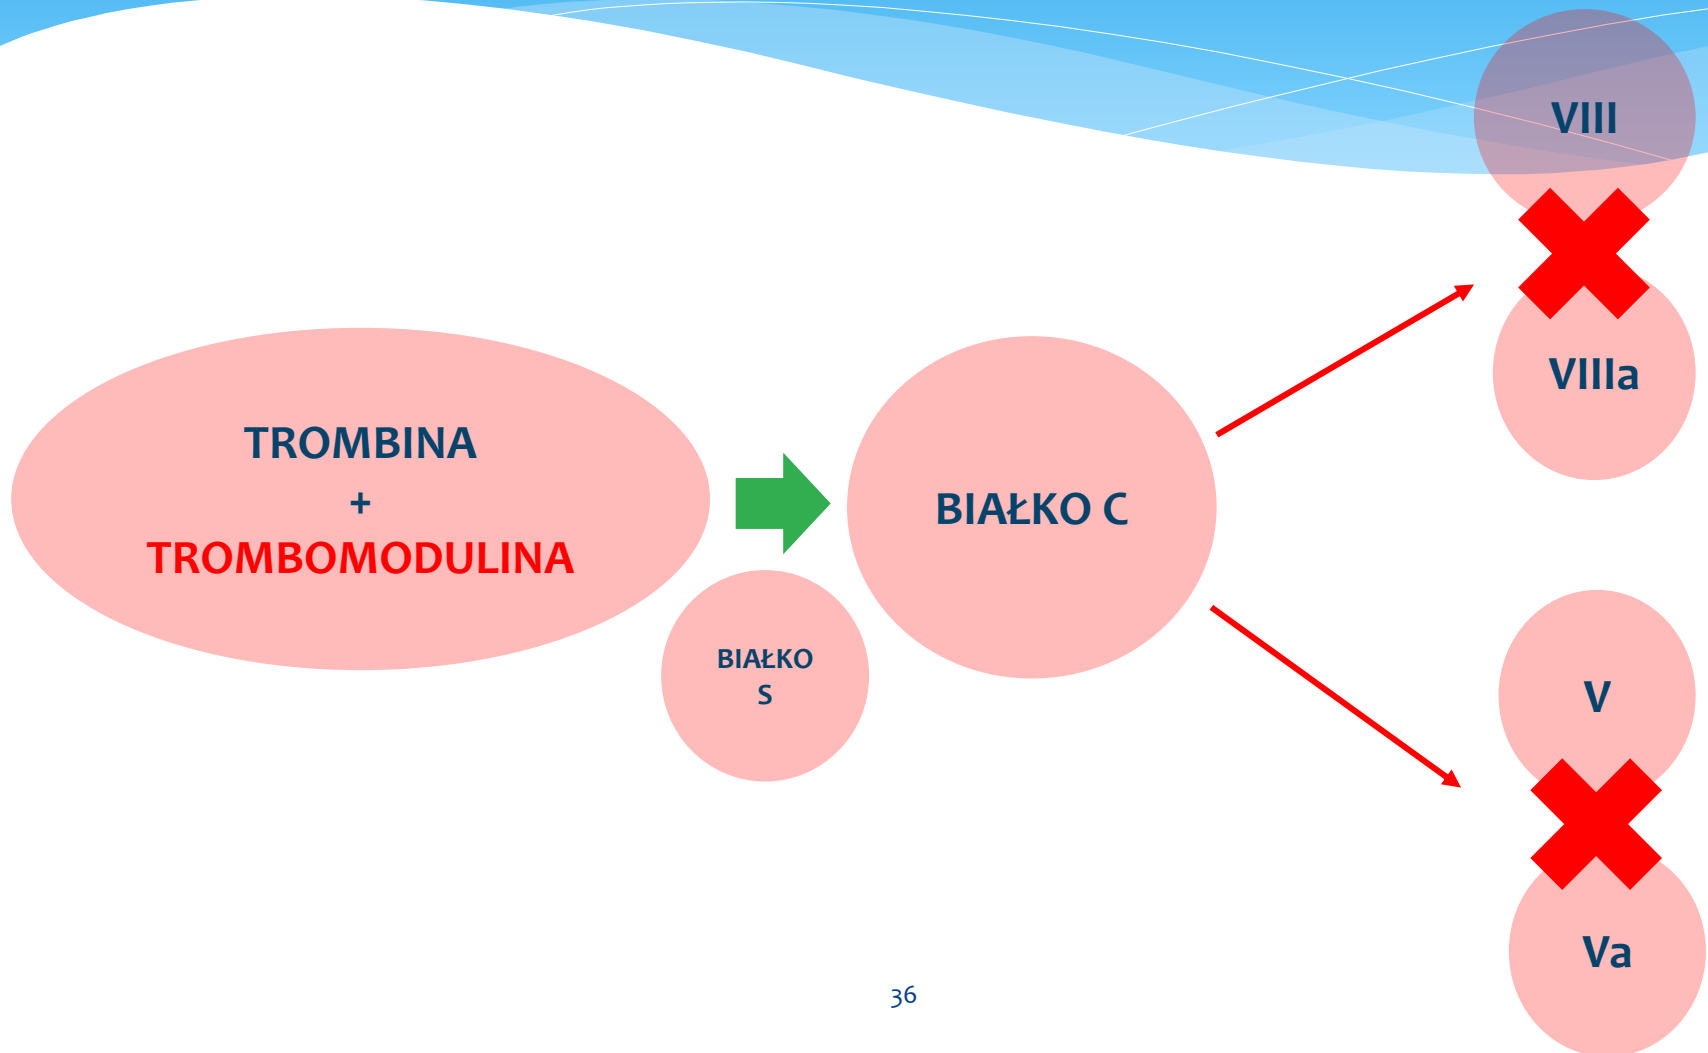 VIII
VIIIa
TROMBINA
+
TROMBOMODULINA
BIAŁKO C
BIAŁKO
S
V
Va
36